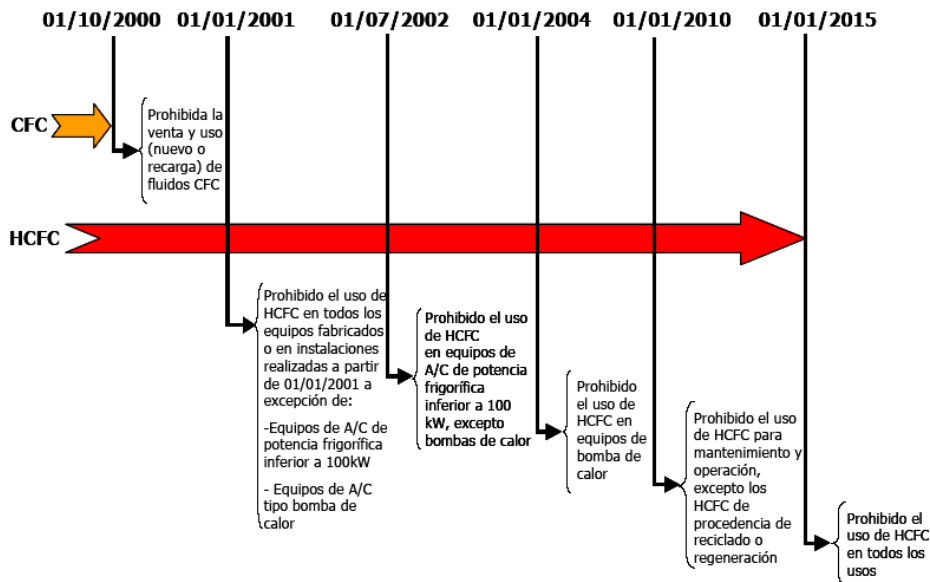 01/10/2000 01/01/2001 01/07/2002 01/01/2004 01/01/2010 01/01/2015
CFC
Prohibida la
venta y uso
(nuevo o
recarga) de
fluidos CFC
HCFC
Prohibido el uso de
HCFC en todos los
equipos fabricados
o en instalaciones
realizadas a partir
de 01/01/2001 a
excepción de:
-Equipos de A/C de
potencia frigorífica
inferior a 100kW
- Equipos de A/C
tipo bomba de
calor
Prohibido el uso
de HCFC
en equipos de
A/C de potencia
frigorífica
inferior a 100
kW, excepto
bombas de calor
Prohibido
el uso de
HCFC en
equipos de
bomba de
calor
Prohibido el uso
de HCFC para
mantenimiento y
operación,
excepto los
HCFC de
procedencia de
reciclado o
regeneración
Prohibido el
uso de HCFC
en todos los
usos